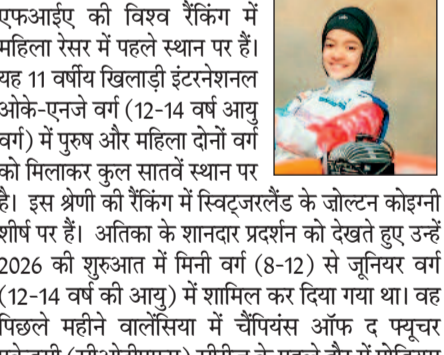 एफआईए की विश्व रैंकिंग में
महिला रेसर में पहले स्थान पर हैं।
यह 11 वर्षीय खिलाड़ी इंटरनेशनल
ओके-एनजे वर्ग (12-14 वर्ष आयु
वर्ग) में पुरुष और महिला दोनों वर्ग
को मिलाकर कुल सातवें स्थान पर
है। इस श्रेणी की रैंकिंग में स्विट्जरलैंड के ज़ोल्टन कोइग्नी
शीर्ष पर हैं। अतिका के शानदार प्रदर्शन को देखते हुए उन्हें
2026 की शुरुआत में मिनी वर्ग (8-12) से जूनियर वर्ग
(12-14 वर्ष की आयु) में शामिल कर दिया गया था। वह
पिछले महीने वालेंसिया में चैंपियंस ऑफ द फ्यूचर